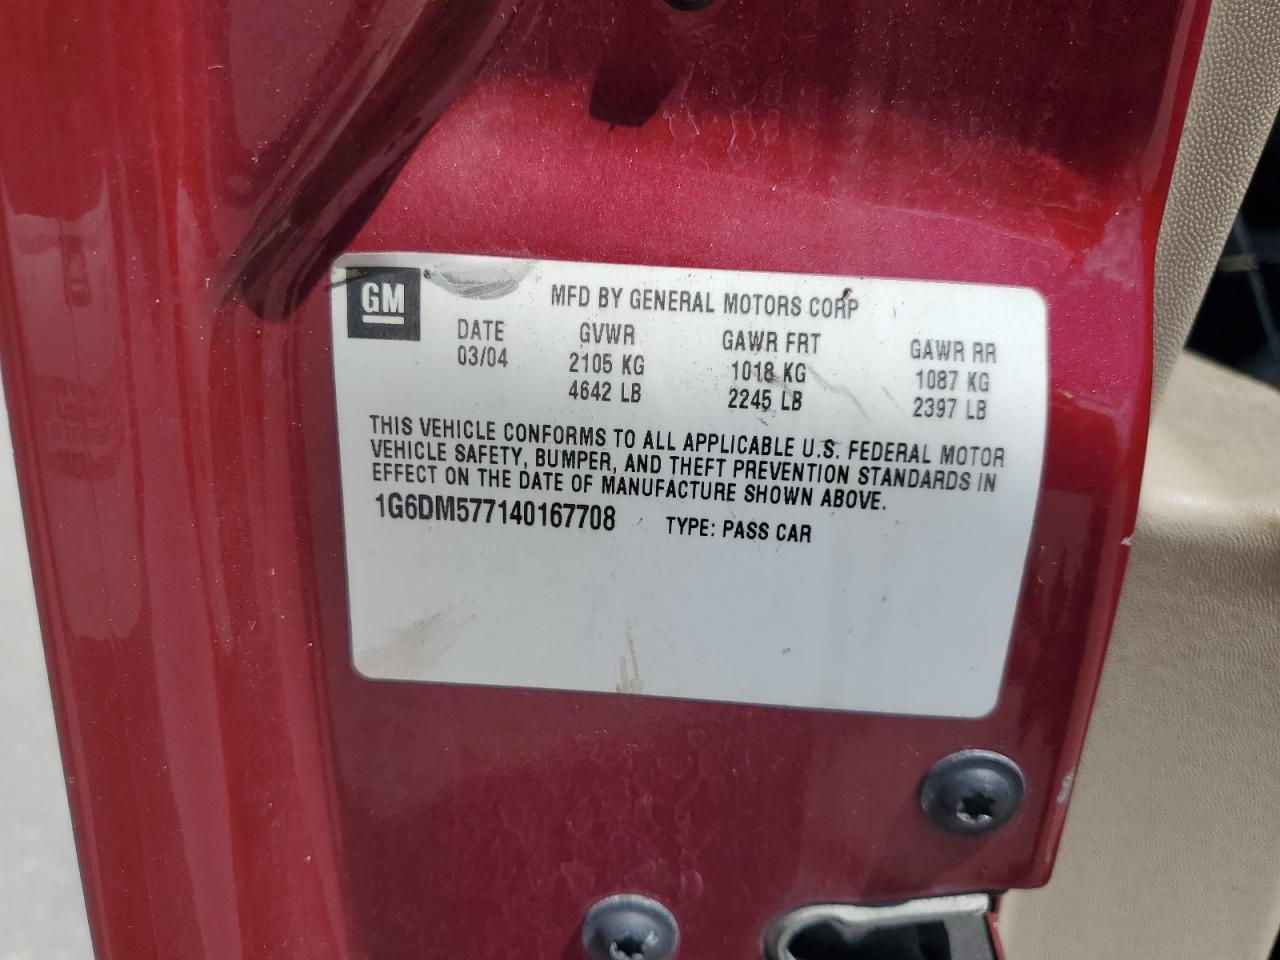 GM
MFD BY GENERAL MOTORS CORP
DATE GVWR GAWR FRT GAWR RR
03/04 2105 KG 1018 KG 1087 KG
4642 LB 2245 LB 2397 LB
THIS VEHICLE CONFORMS TO ALL APPLICABLE U.S. FEDERAL MOTOR
VEHICLE SAFETY, BUMPER, AND THEFT PREVENTION STANDARDS IN
EFFECT ON THE DATE OF MANUFACTURE SHOWN ABOVE.
1G6DM577140167708 TYPE: PASS CAR